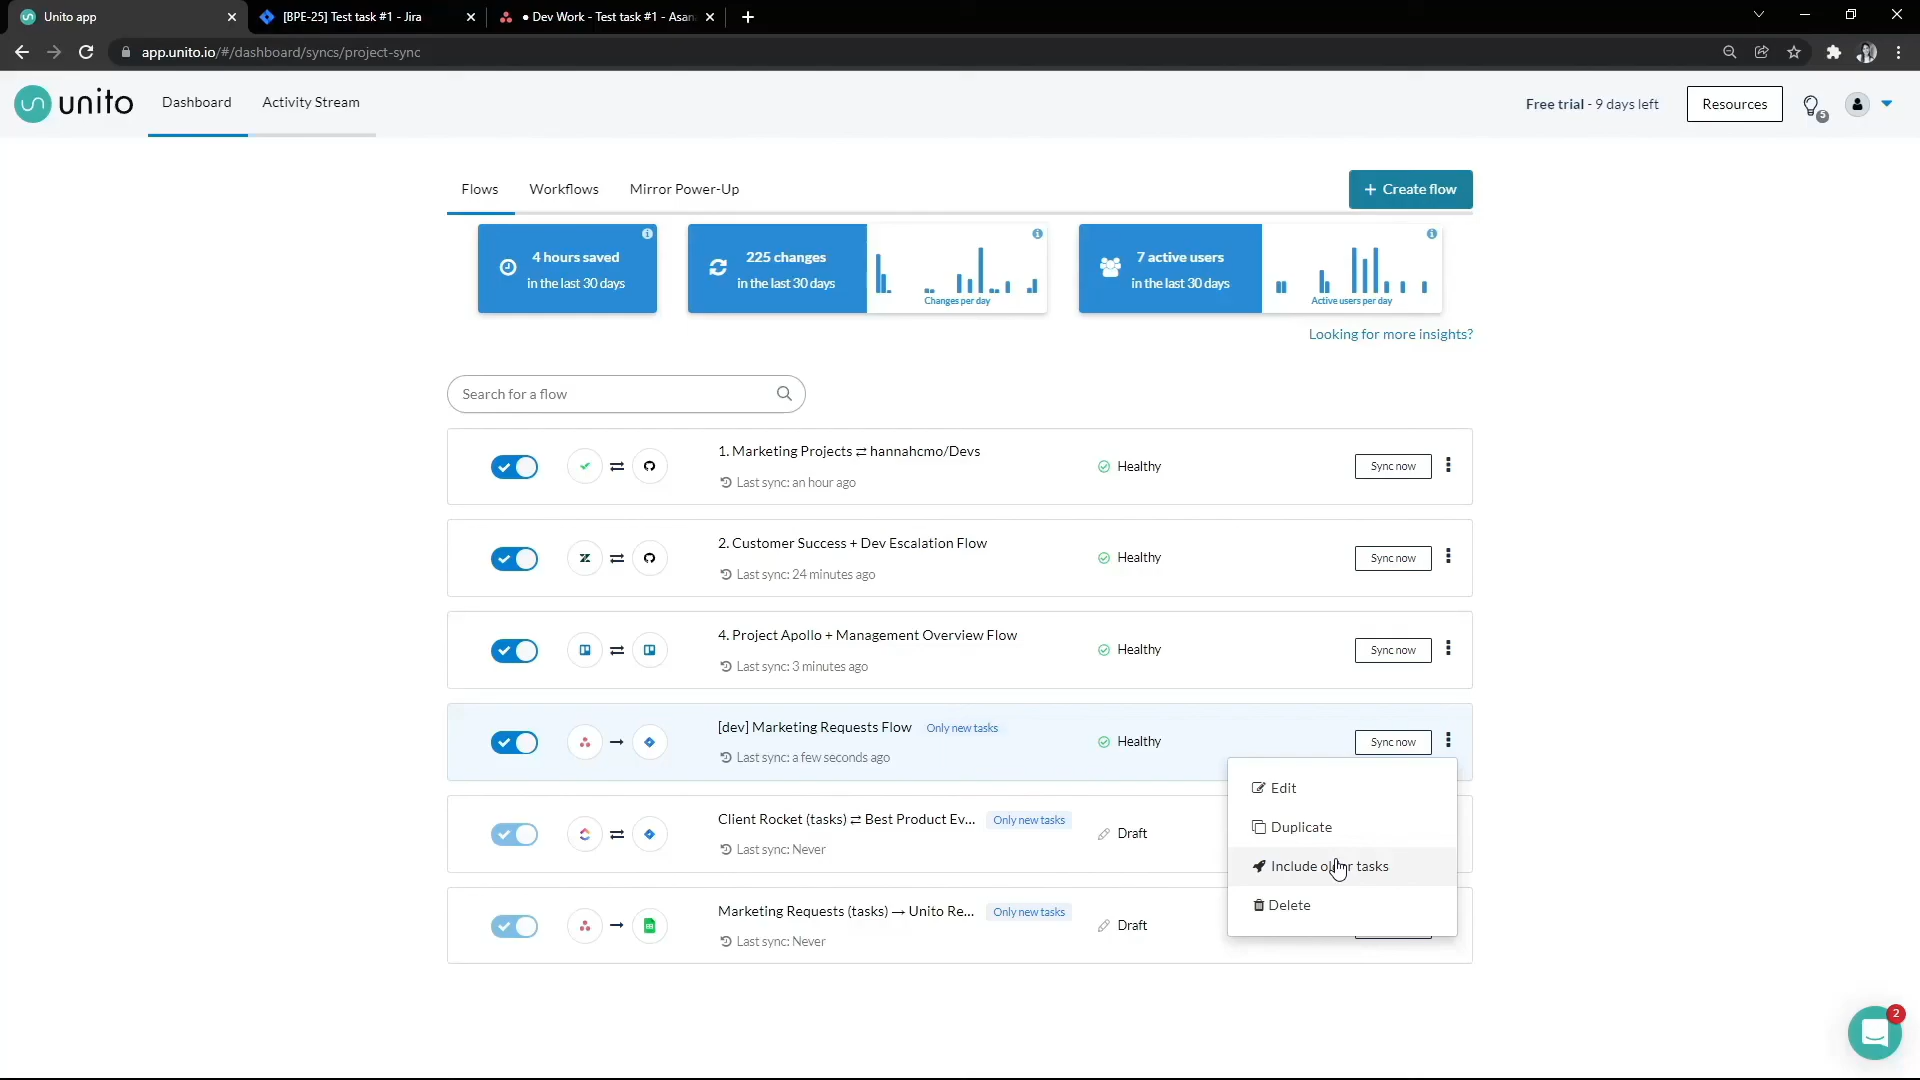 Unito app
[BPE-25] Test task #1 - Jira
● Dev Work - Test task #1 - Asan
app.unito.io/#/dashboard/syncs/project-sync
unito
Dashboard
Activity Stream
Free trial - 9 days left
Resources
5
Flows
Workflows
Mirror Power-Up
+ Create flow
4 hours saved
in the last 30 days
225 changes
in the last 30 days
Changes per day
7 active users
in the last 30 days
Active users per day
Looking for more insights?
Search for a flow
1. Marketing Projects ⇄ hannahcmo/Devs
Last sync: an hour ago
Healthy
Sync now
2. Customer Success + Dev Escalation Flow
Last sync: 24 minutes ago
Healthy
Sync now
4. Project Apollo + Management Overview Flow
Last sync: 3 minutes ago
Healthy
Sync now
[dev] Marketing Requests Flow
Only new tasks
Last sync: a few seconds ago
Healthy
Sync now
Edit
Duplicate
Include older tasks
Delete
Client Rocket (tasks) ⇄ Best Product Ev...
Only new tasks
Last sync: Never
Draft
Marketing Requests (tasks) → Unito Re...
Only new tasks
Last sync: Never
Draft
2